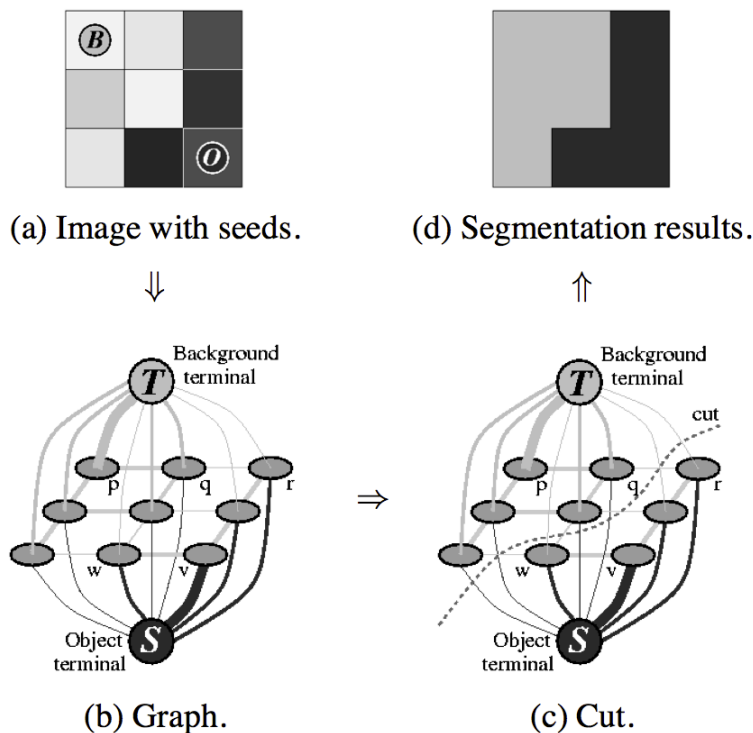 B
O
(a) Image with seeds.
(d) Segmentation results.
⇓
⇑
Background
terminal
T
p
q
r
w
v
Object
terminal
S
(b) Graph.
⇒
Background
terminal
T
cut
p
q
r
w
v
Object
terminal
S
(c) Cut.